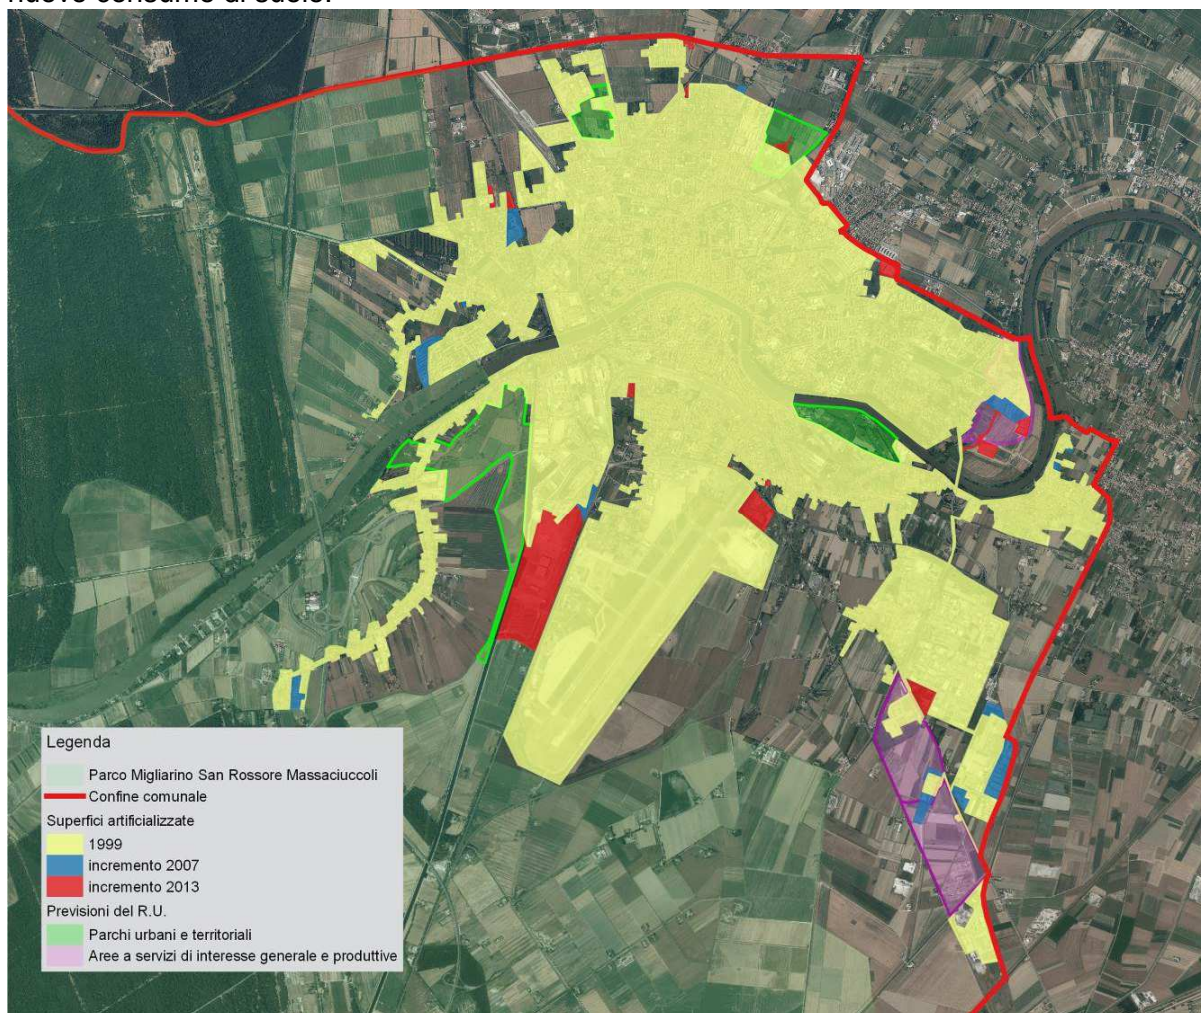 nuovo consumo di suolo.
Legenda
Parco Migliarino San Rossore Massaciuccoli
Confine comunale
Superfici artificializzate
1999
incremento 2007
incremento 2013
Previsioni del R.U.
Parchi urbani e territoriali
Aree a servizi di interesse generale e produttive